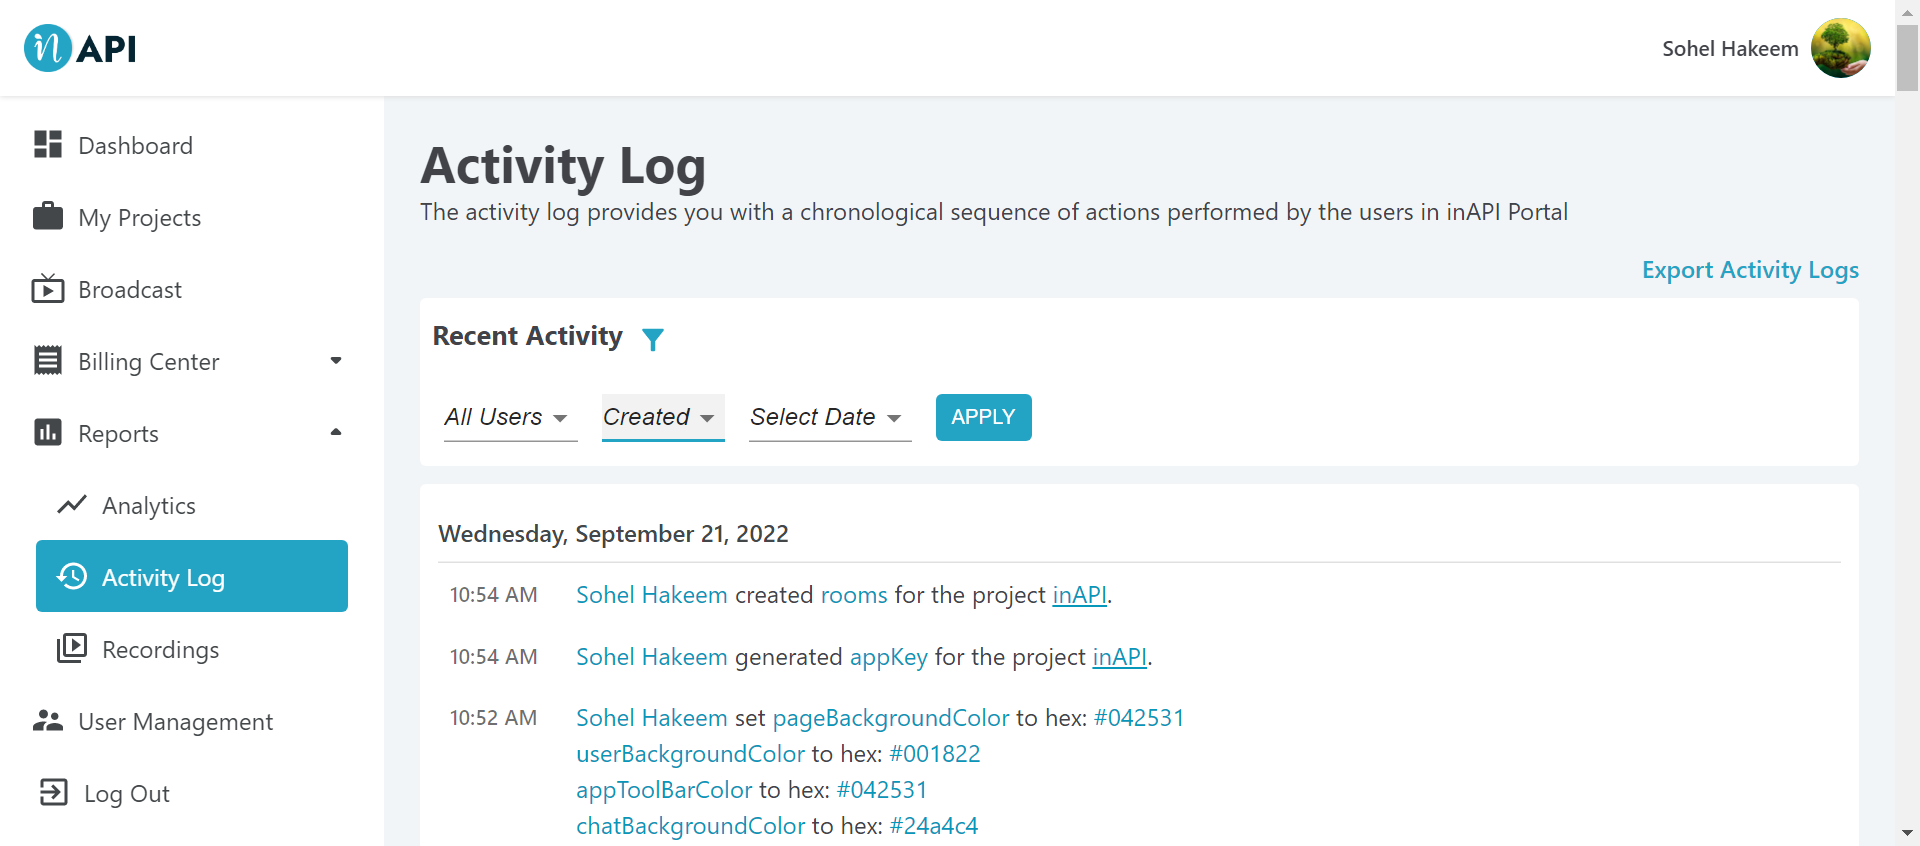 in API
Sohel Hakeem
Dashboard
My Projects
Broadcast
Billing Center
Reports
Analytics
Activity Log
Recordings
User Management
Log Out
Activity Log
The activity log provides you with a chronological sequence of actions performed by the users in inAPI Portal
Export Activity Logs
Recent Activity
All Users Created Select Date APPLY
Wednesday, September 21, 2022
10:54 AM Sohel Hakeem created rooms for the project inAPI.
10:54 AM Sohel Hakeem generated appKey for the project inAPI.
10:52 AM Sohel Hakeem set pageBackgroundColor to hex: #042531
userBackgroundColor to hex: #001822
appToolBarColor to hex: #042531
chatBackgroundColor to hex: #24a4c4